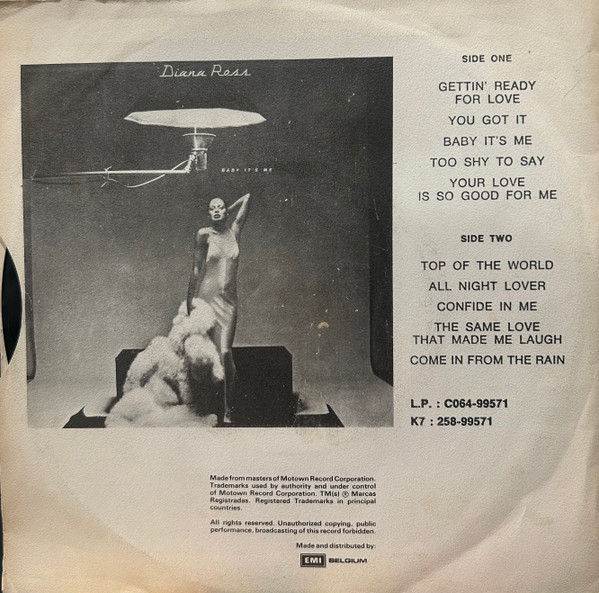 Diana Ross
BABY IT'S ME
SIDE ONE
GETTIN' READY
FOR LOVE
YOU GOT IT
BABY IT'S ME
TOO SHY TO SAY
YOUR LOVE
IS SO GOOD FOR ME
SIDE TWO
TOP OF THE WORLD
ALL NIGHT LOVER
CONFIDE IN ME
THE SAME LOVE
THAT MADE ME LAUGH
COME IN FROM THE RAIN
L.P. : C064-99571
K7 : 258-99571
Made from masters of Motown Record Corporation.
Trademarks used by authority and under control
of Motown Record Corporation. TM(s) ® Marcas
Registradas. Registered Trademarks in principal
countries.
All rights reserved. Unauthorized copying, public
performance, broadcasting of this record forbidden.
Made and distributed by:
EMI BELGIUM